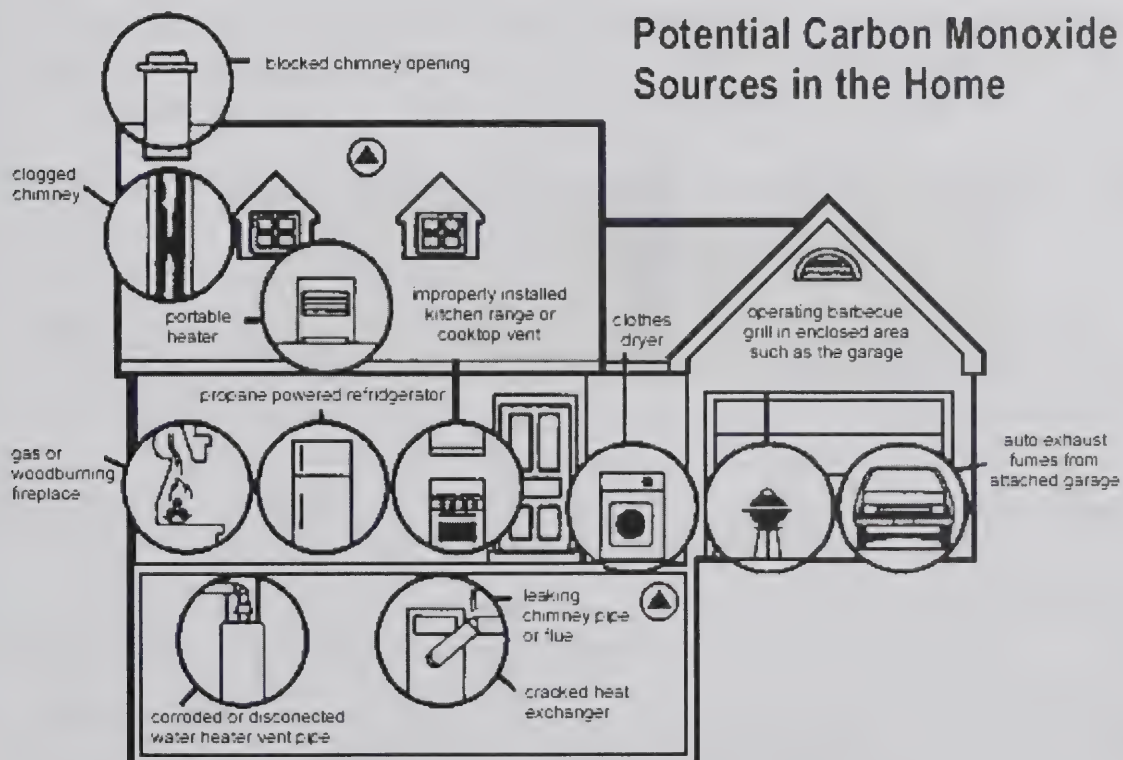 Potential Carbon Monoxide
Sources in the Home
blocked chimney opening
clogged
chimney
portable
heater
improperly installed
kitchen range or
cooktop vent
clothes
dryer
operating barbecue
grill in enclosed area
such as the garage
propane powered refridgerator
gas or
woodburning
fireplace
auto exhaust
fumes from
attached garage
leaking
chimney pipe
or flue
cracked heat
exchanger
corroded or disconected
water heater vent pipe